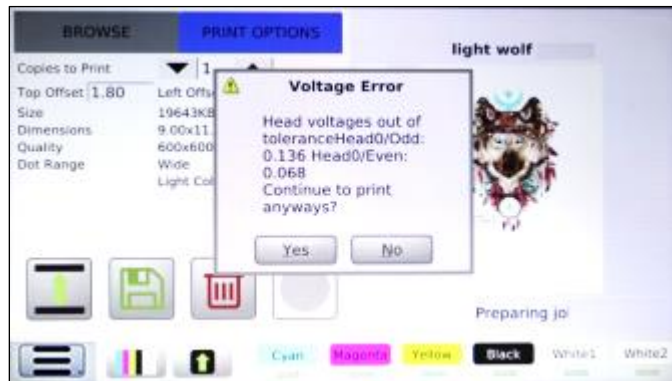 BROWSE
PRINT OPTIONS
light wolf
Copies to Print
1
Top Offset 1.80
Left Offs
Size
19643KB
Dimensions
9.00x11.
Quality
600x600
Dot Range
Wide
Light Col
Voltage Error
Head voltages out of
toleranceHead0/Odd:
0.136 Head0/Even:
0.068
Continue to print
anyways?
Yes
No
Preparing jo
Cyan
Magenta
Yellow
Black
White1
White2